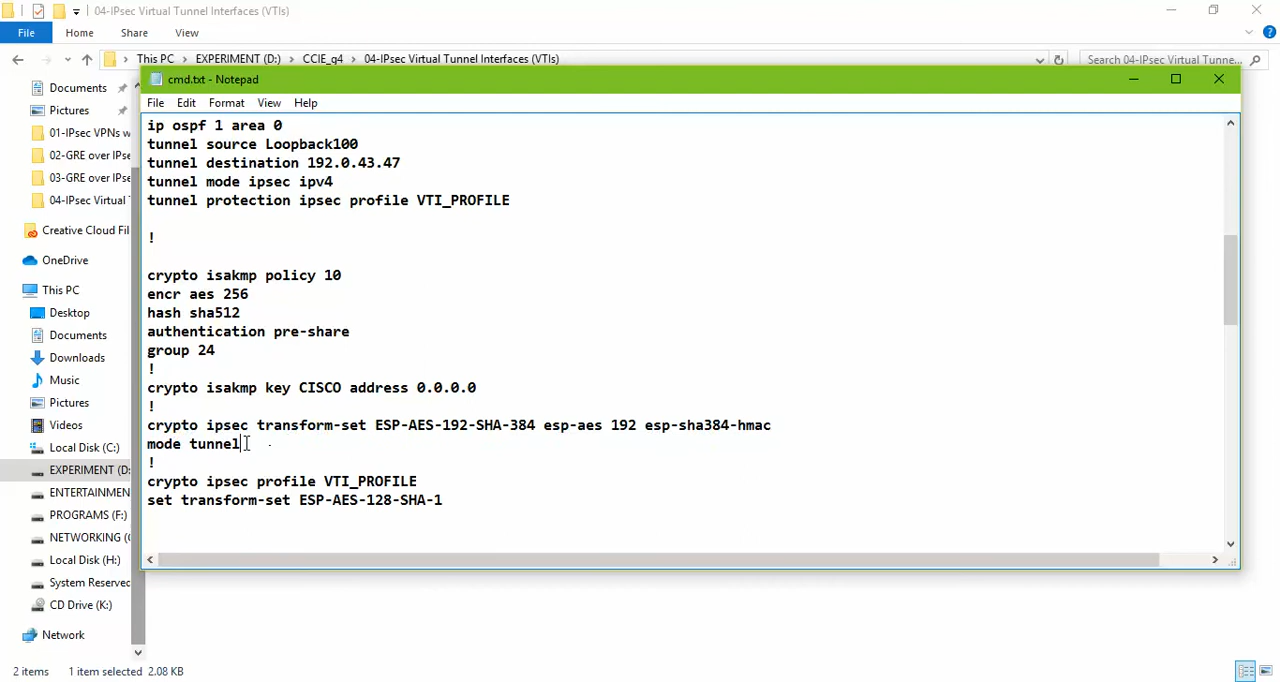 04-IPsec Virtual Tunnel Interfaces (VTIs)
File Home Share View
This PC EXPERIMENT (D:) CCIE_q4 04-IPsec Virtual Tunnel Interfaces (VTIs)
Search 04-IPsec Virtual Tunne...
Documents
Pictures
01-IPsec VPNs w
02-GRE over IPse
03-GRE over IPse
04-IPsec Virtual T
Creative Cloud Fil
OneDrive
This PC
Desktop
Documents
Downloads
Music
Pictures
Videos
Local Disk (C:)
EXPERIMENT (D:
ENTERTAINMEN
PROGRAMS (F:)
NETWORKING (
Local Disk (H:)
System Reserved
CD Drive (K:)
Network
2 items 1 item selected 2.08 KB
cmd.txt - Notepad
File Edit Format View Help
ip ospf 1 area 0
tunnel source Loopback100
tunnel destination 192.0.43.47
tunnel mode ipsec ipv4
tunnel protection ipsec profile VTI_PROFILE
!
crypto isakmp policy 10
encr aes 256
hash sha512
authentication pre-share
group 24
!
crypto isakmp key CISCO address 0.0.0.0
!
crypto ipsec transform-set ESP-AES-192-SHA-384 esp-aes 192 esp-sha384-hmac
mode tunnel
!
crypto ipsec profile VTI_PROFILE
set transform-set ESP-AES-128-SHA-1